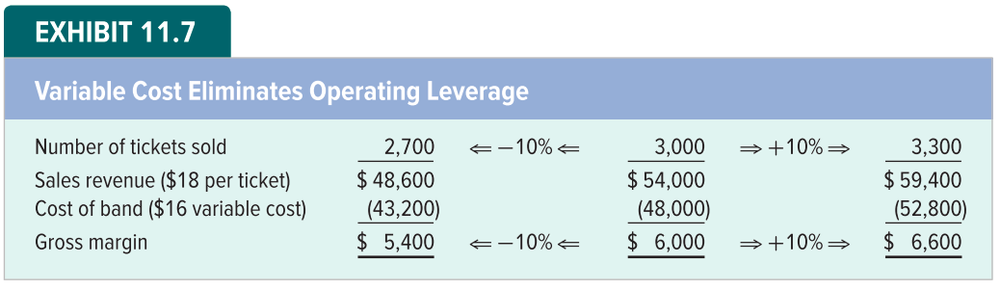 EXHIBIT 11.7
Variable Cost Eliminates Operating Leverage
Number of tickets sold 2,700 ⇐ −10% ⇐ 3,000 ⇒ +10% ⇒ 3,300
Sales revenue ($18 per ticket) $ 48,600 $ 54,000 $ 59,400
Cost of band ($16 variable cost) (43,200) (48,000) (52,800)
Gross margin $ 5,400 ⇐ −10% ⇐ $ 6,000 ⇒ +10% ⇒ $ 6,600